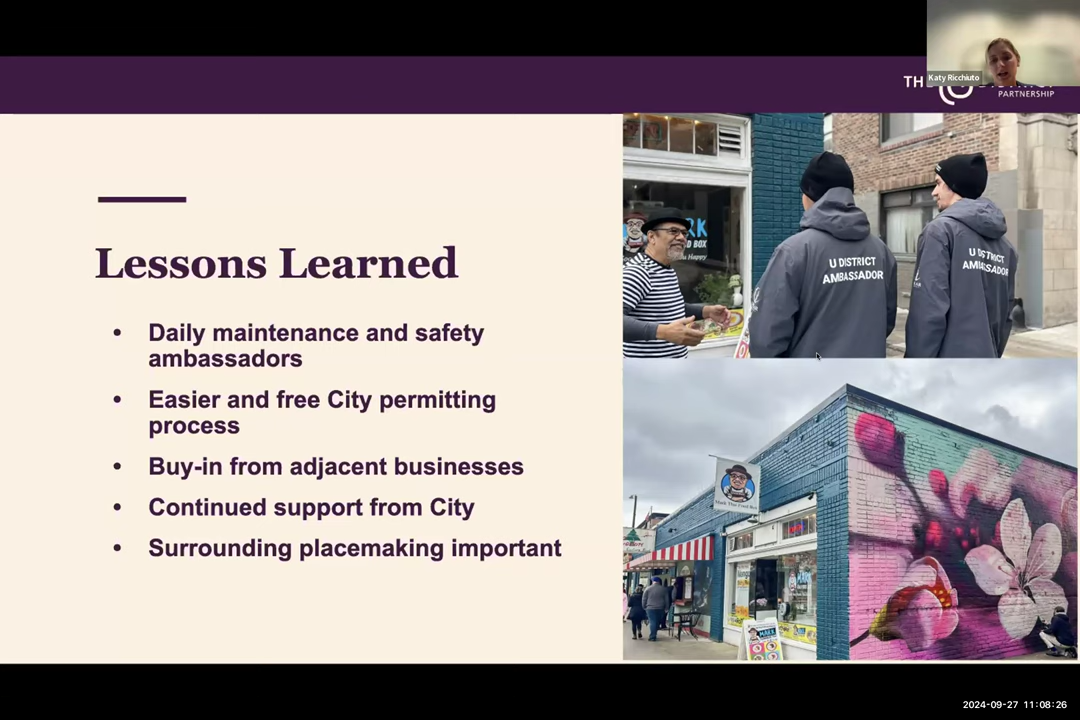 Katy Ricchiuto
TH
PARTNERSHIP
Lessons Learned
• Daily maintenance and safety
ambassadors
• Easier and free City permitting
process
• Buy-in from adjacent businesses
• Continued support from City
• Surrounding placemaking important
U DISTRICT
AMBASSADOR
U DISTRICT
AMBASSADOR
2024-09-27 11:08:26